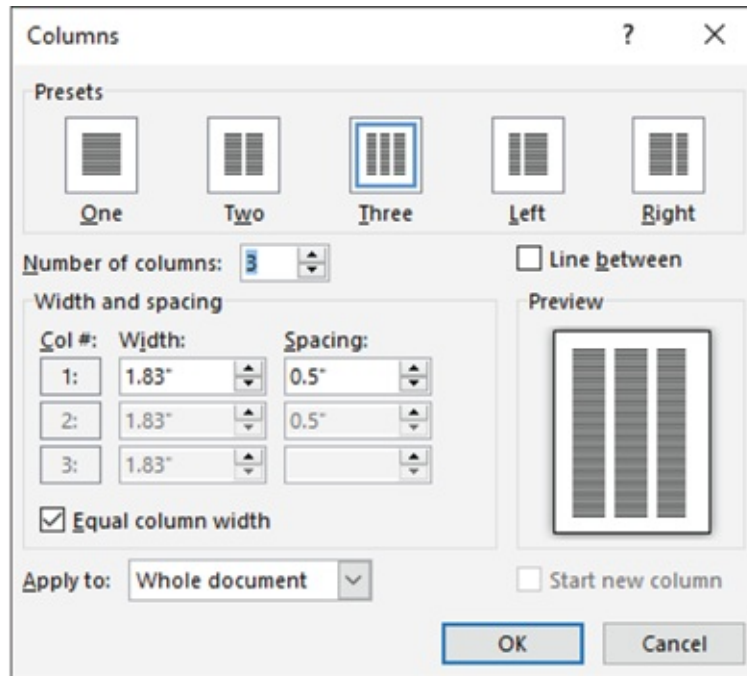 Columns ?
Presets
One Two Three Left Right
Number of columns: 3 Line between
Width and spacing Preview
Col #: Width: Spacing:
1: 1.83" 0.5"
2: 1.83" 0.5"
3: 1.83"
Equal column width
Apply to: Whole document Start new column
OK Cancel